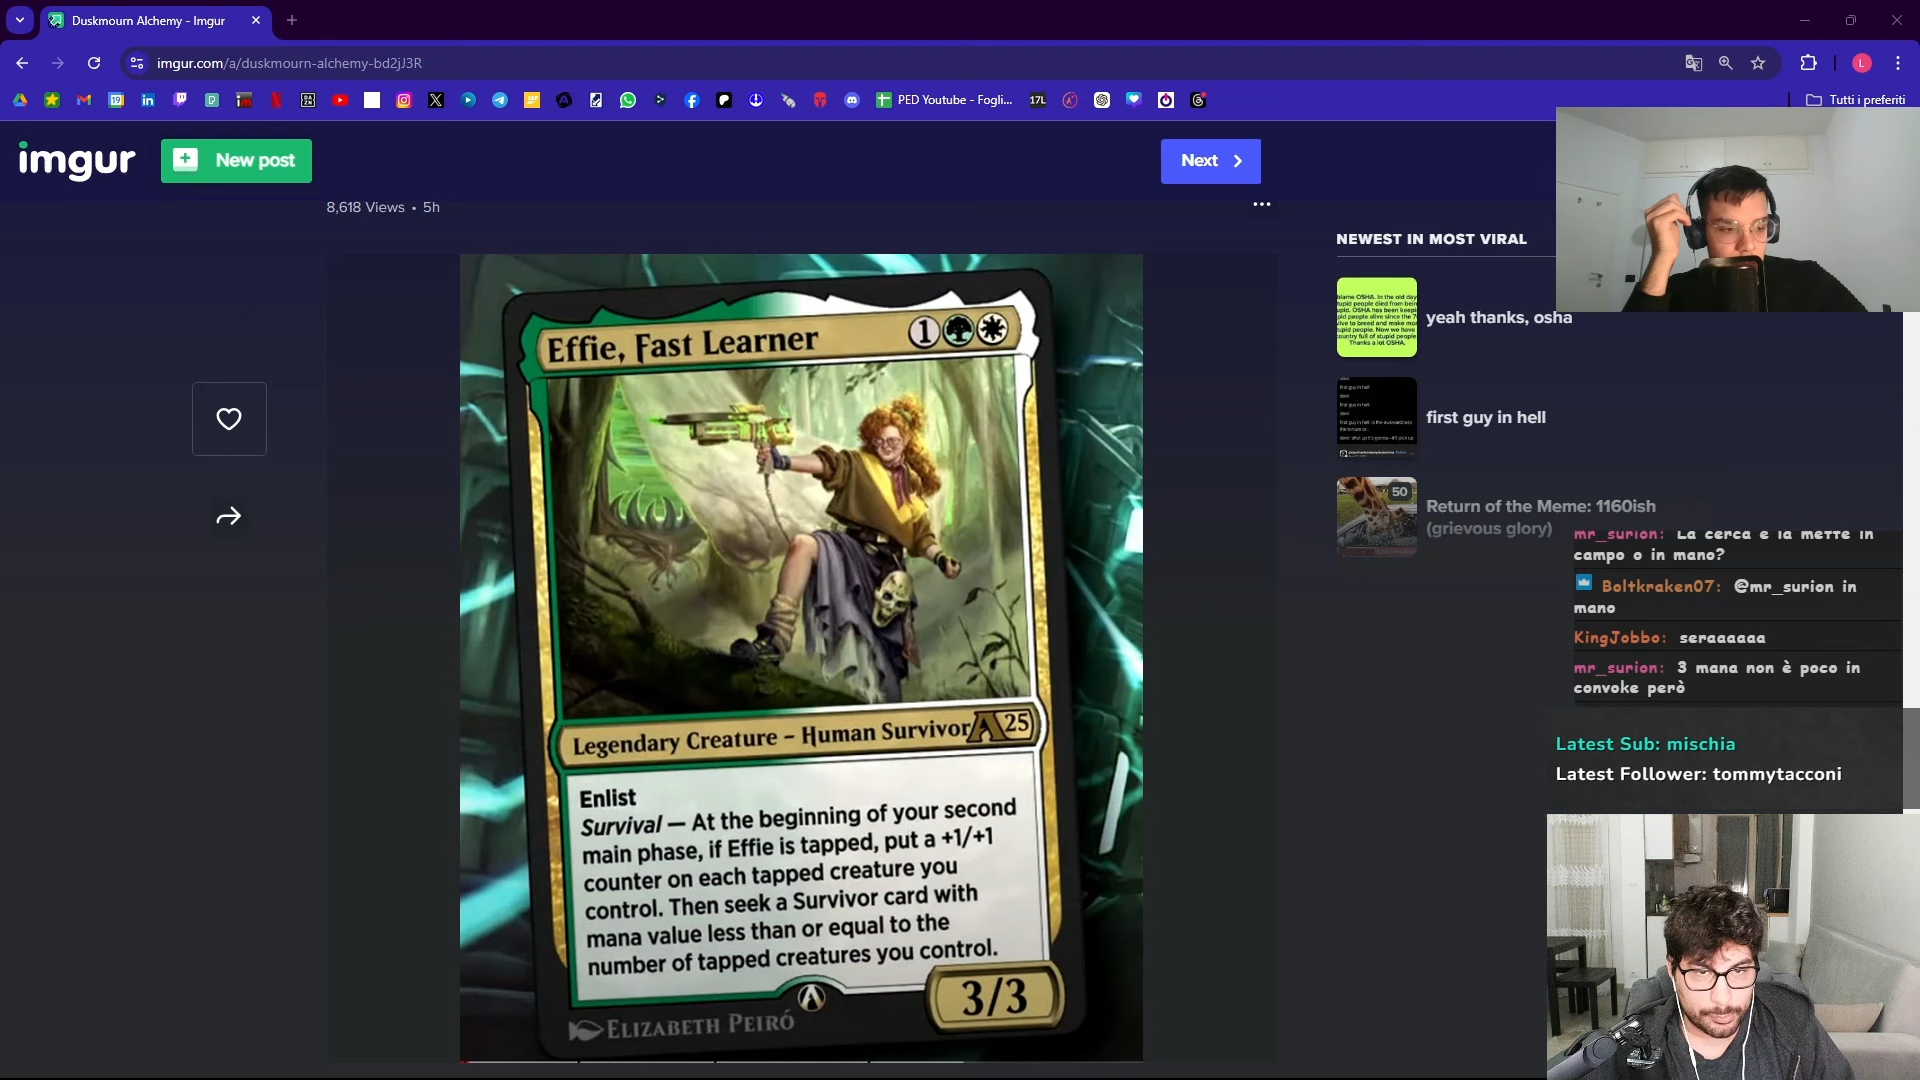 Duskmourn Alchemy - Imgur
imgur.com/a/duskmourn-alchemy-bd2jJ3R
L
PED Youtube - Fogli...
17L
Tutti i preferiti
imgur
New post
Next
8,618 Views • 5h
NEWEST IN MOST VIRAL
yeah thanks, osha
first guy in hell
50
Return of the Meme: 1160ish
(grievous glory)
Effie, Fast Learner
1
Legendary Creature – Human Survivor
A25
Enlist
Survival — At the beginning of your second
main phase, if Effie is tapped, put a +1/+1
counter on each tapped creature you
control. Then seek a Survivor card with
mana value less than or equal to the
number of tapped creatures you control.
3/3
Elizabeth Peiró
mr_surion: La cerca e la mette in
campo o in mano?
Boltkraken07: @mr_surion in
mano
KingJobbo: seraaaaaa
mr_surion: 3 mana non è poco in
convoke però
Latest Sub: mischia
Latest Follower: tommytacconi